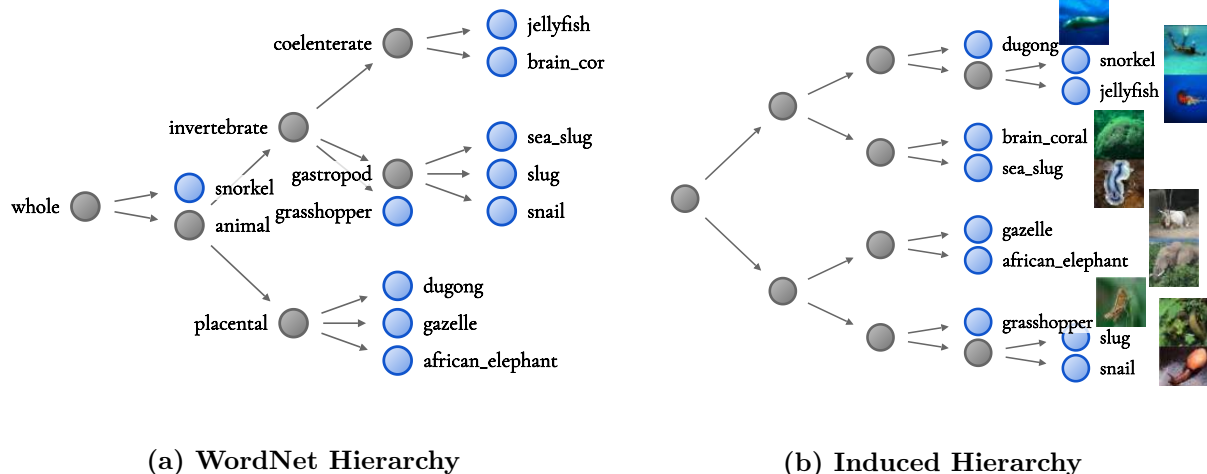 jellyfish
coelenterate
brain_cor
invertebrate
sea_slug
gastropod
slug
snorkel
whole
grasshopper
snail
animal
dugong
placental
gazelle
african_elephant
(a) WordNet Hierarchy
dugong
snorkel
jellyfish
brain_coral
sea_slug
gazelle
african_elephant
grasshopper
slug
snail
(b) Induced Hierarchy